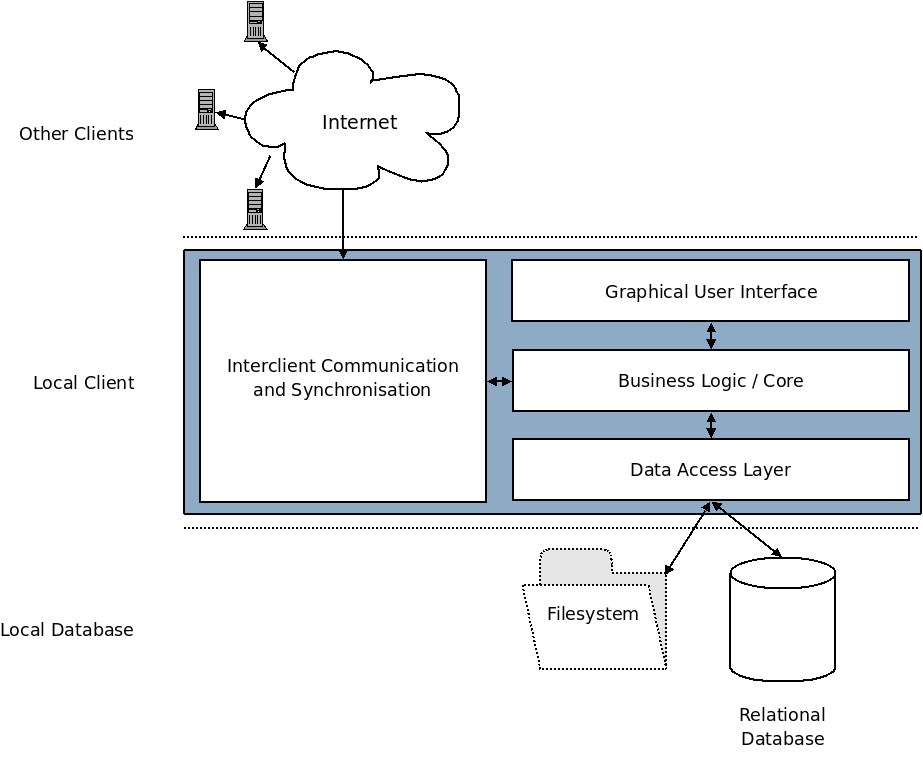 Internet
Other Clients
Graphical User Interface
Interclient Communication
and Synchronisation
Business Logic / Core
Local Client
Data Access Layer
Filesystem
Local Database
Relational
Database